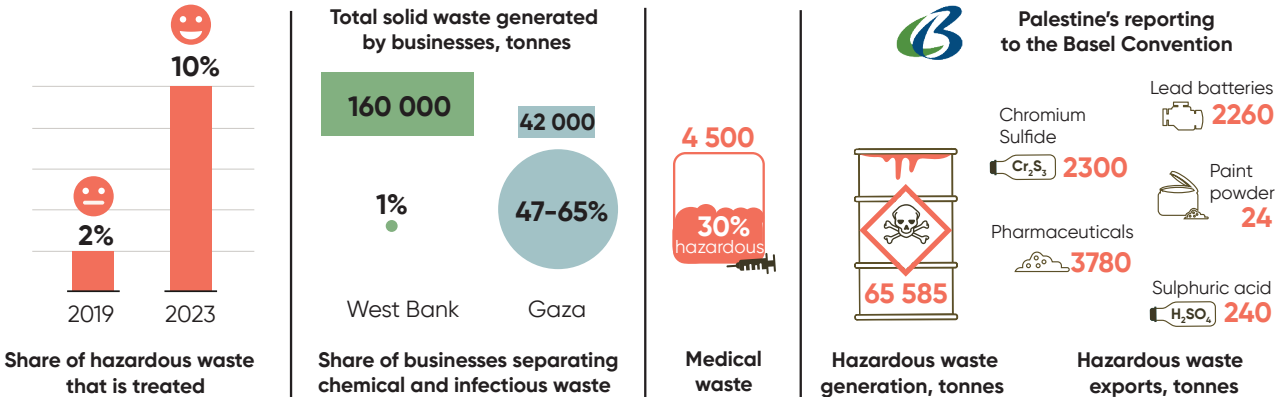 10%
2%
2019
2023
Share of hazardous waste
that is treated
Total solid waste generated
by businesses, tonnes
160 000
42 000
1%
47-65%
West Bank
Gaza
Share of businesses separating
chemical and infectious waste
4 500
30%
hazardous
Medical
waste
Palestine's reporting
to the Basel Convention
65 585
Hazardous waste
generation, tonnes
Chromium
Sulfide
Cr₂S₃
2300
Pharmaceuticals
3780
Lead batteries
2260
Paint
powder
24
Sulphuric acid
H₂SO₄
240
Hazardous waste
exports, tonnes